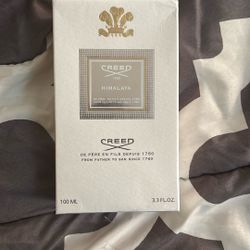 CREED
HIMALAYA
CREED
DE PÈRE EN FILS DEPUIS 1760
FROM FATHER TO SON SINCE 1760
100 ML
3.3 FL.OZ.